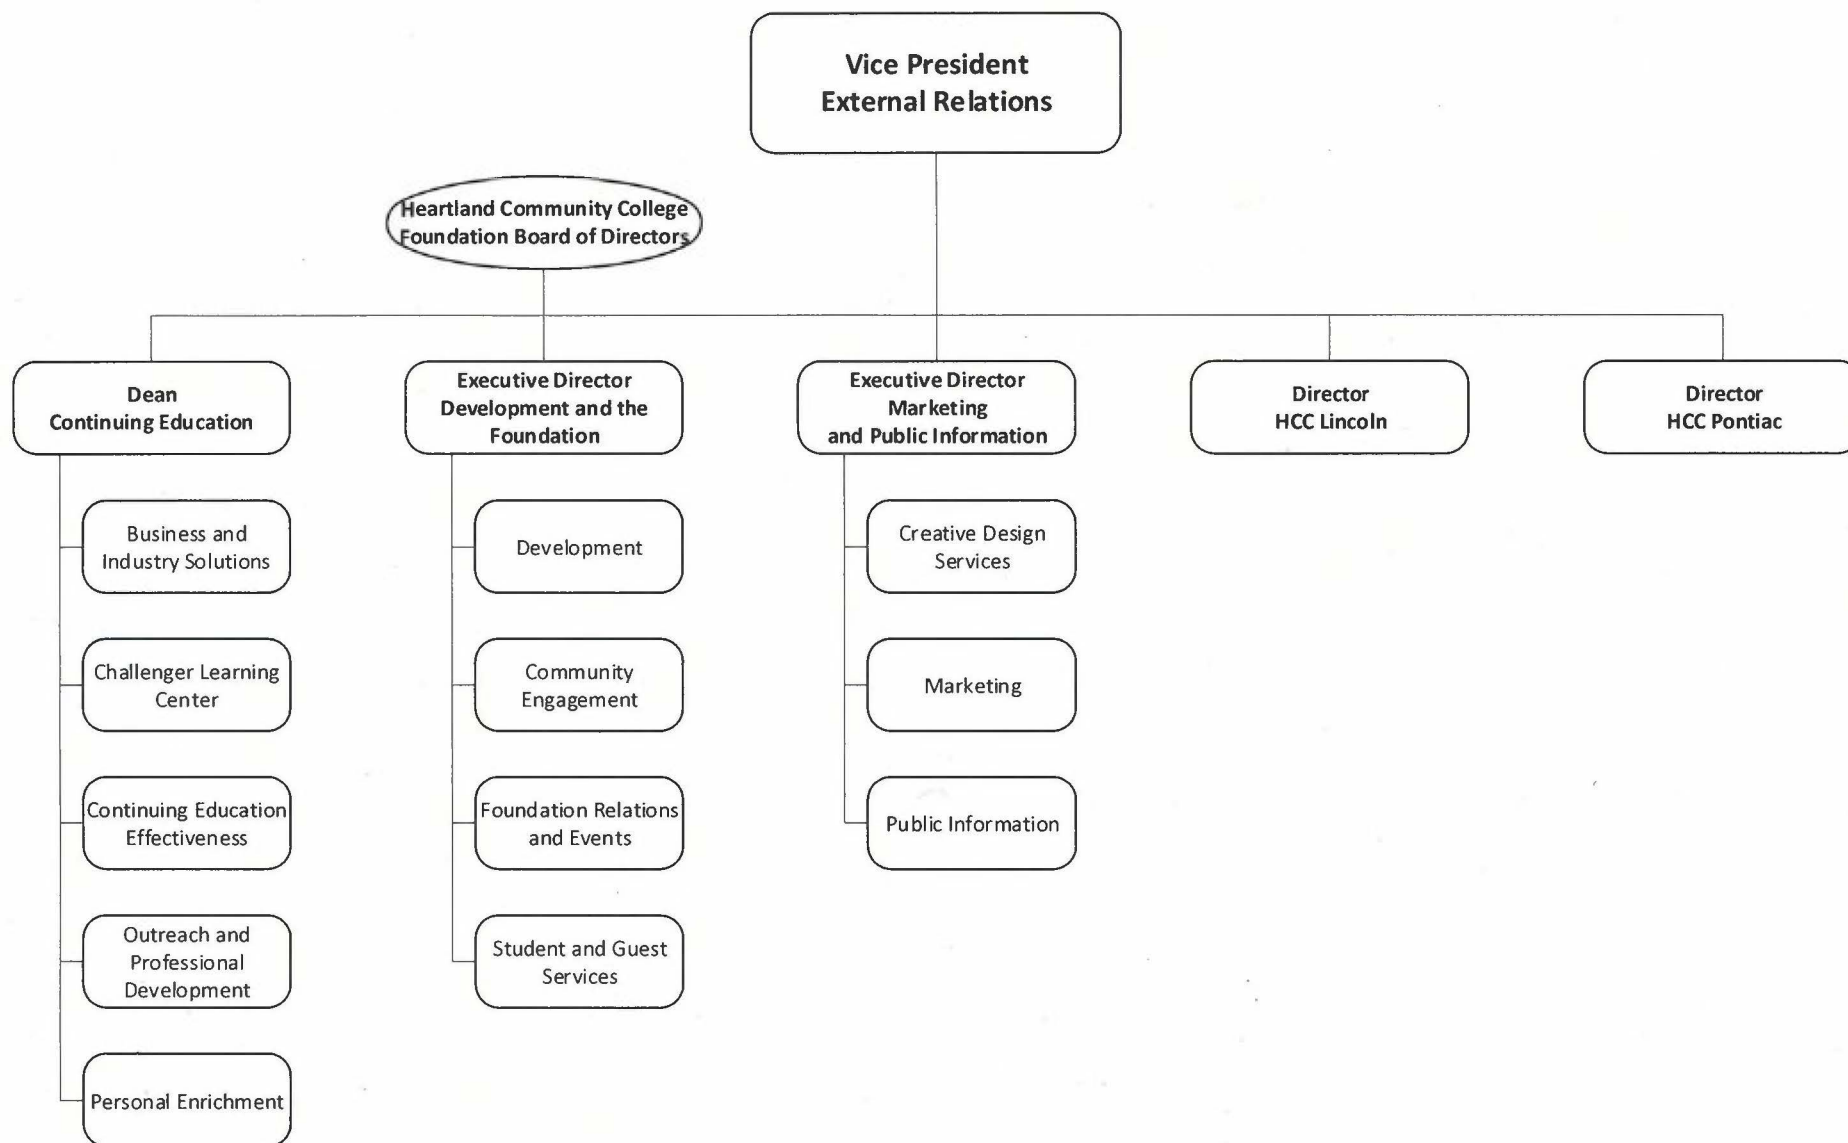 Vice President
External Relations
Heartland Community College
Foundation Board of Directors
Dean
Continuing Education
Executive Director
Development and the
Foundation
Executive Director
Marketing
and Public Information
Director
HCC Lincoln
Director
HCC Pontiac
Business and
Industry Solutions
Challenger Learning
Center
Continuing Education
Effectiveness
Outreach and
Professional
Development
Personal Enrichment
Development
Community
Engagement
Foundation Relations
and Events
Student and Guest
Services
Creative Design
Services
Marketing
Public Information